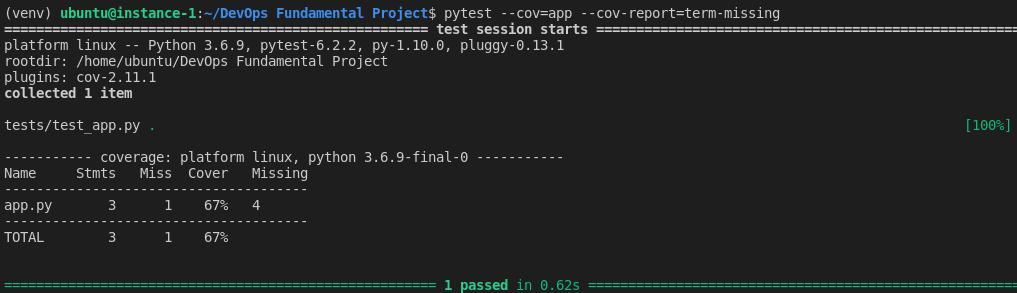 (venv) ubuntu@instance-1:~/DevOps Fundamental Project$ pytest --cov=app --cov-report=term-missing
===================================================== test session starts =====================================================
platform linux -- Python 3.6.9, pytest-6.2.2, py-1.10.0, pluggy-0.13.1
rootdir: /home/ubuntu/DevOps Fundamental Project
plugins: cov-2.11.1
collected 1 item
tests/test_app.py . [100%]
----------- coverage: platform linux, python 3.6.9-final-0 -----------
Name     Stmts   Miss  Cover   Missing
--------------------------------------
app.py       3      1    67%   4
--------------------------------------
TOTAL        3      1    67%
====================================================== 1 passed in 0.62s ======================================================